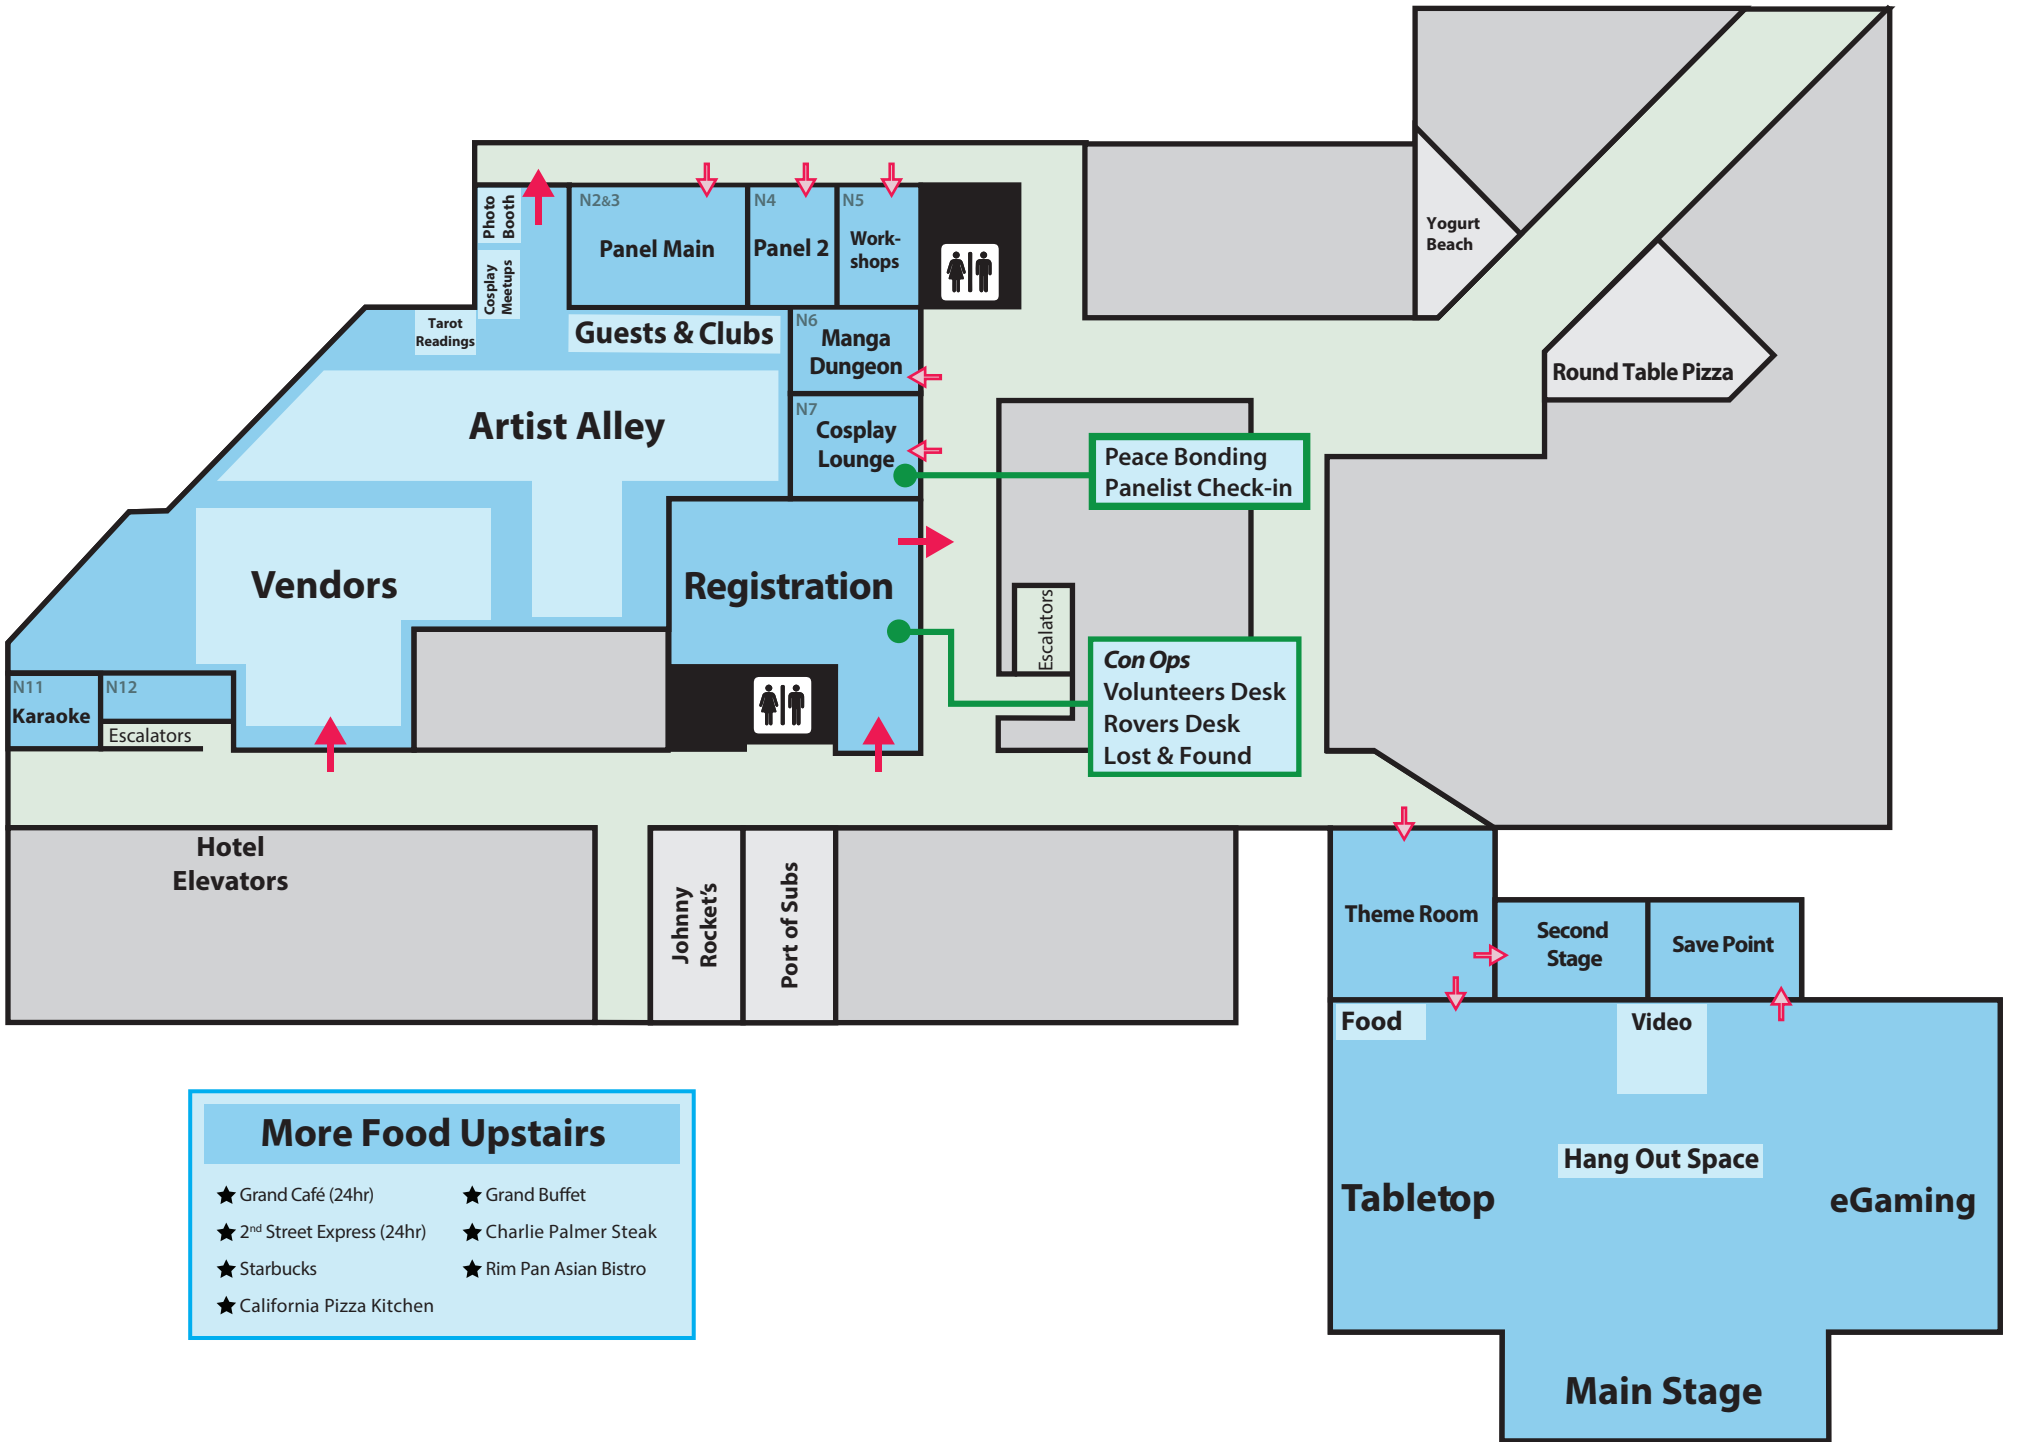 Photo
Booth
N2&3
Panel Main
N4
Panel 2
N5
Work-
shops
Cosplay
Meetups
Tarot
Readings
Guests & Clubs
N6
Manga
Dungeon
Yogurt
Beach
Round Table Pizza
Artist Alley
N7
Cosplay
Lounge
Peace Bonding
Panelist Check-in
Vendors
Registration
Escalators
Con Ops
Volunteers Desk
Rovers Desk
Lost & Found
N11
Karaoke
N12
Escalators
Hotel
Elevators
Johnny
Rocket's
Port of Subs
Theme Room
Second
Stage
Save Point
Food
Video
Hang Out Space
Tabletop
eGaming
Main Stage
More Food Upstairs
Grand Café (24hr)
2nd Street Express (24hr)
Starbucks
California Pizza Kitchen
Grand Buffet
Charlie Palmer Steak
Rim Pan Asian Bistro